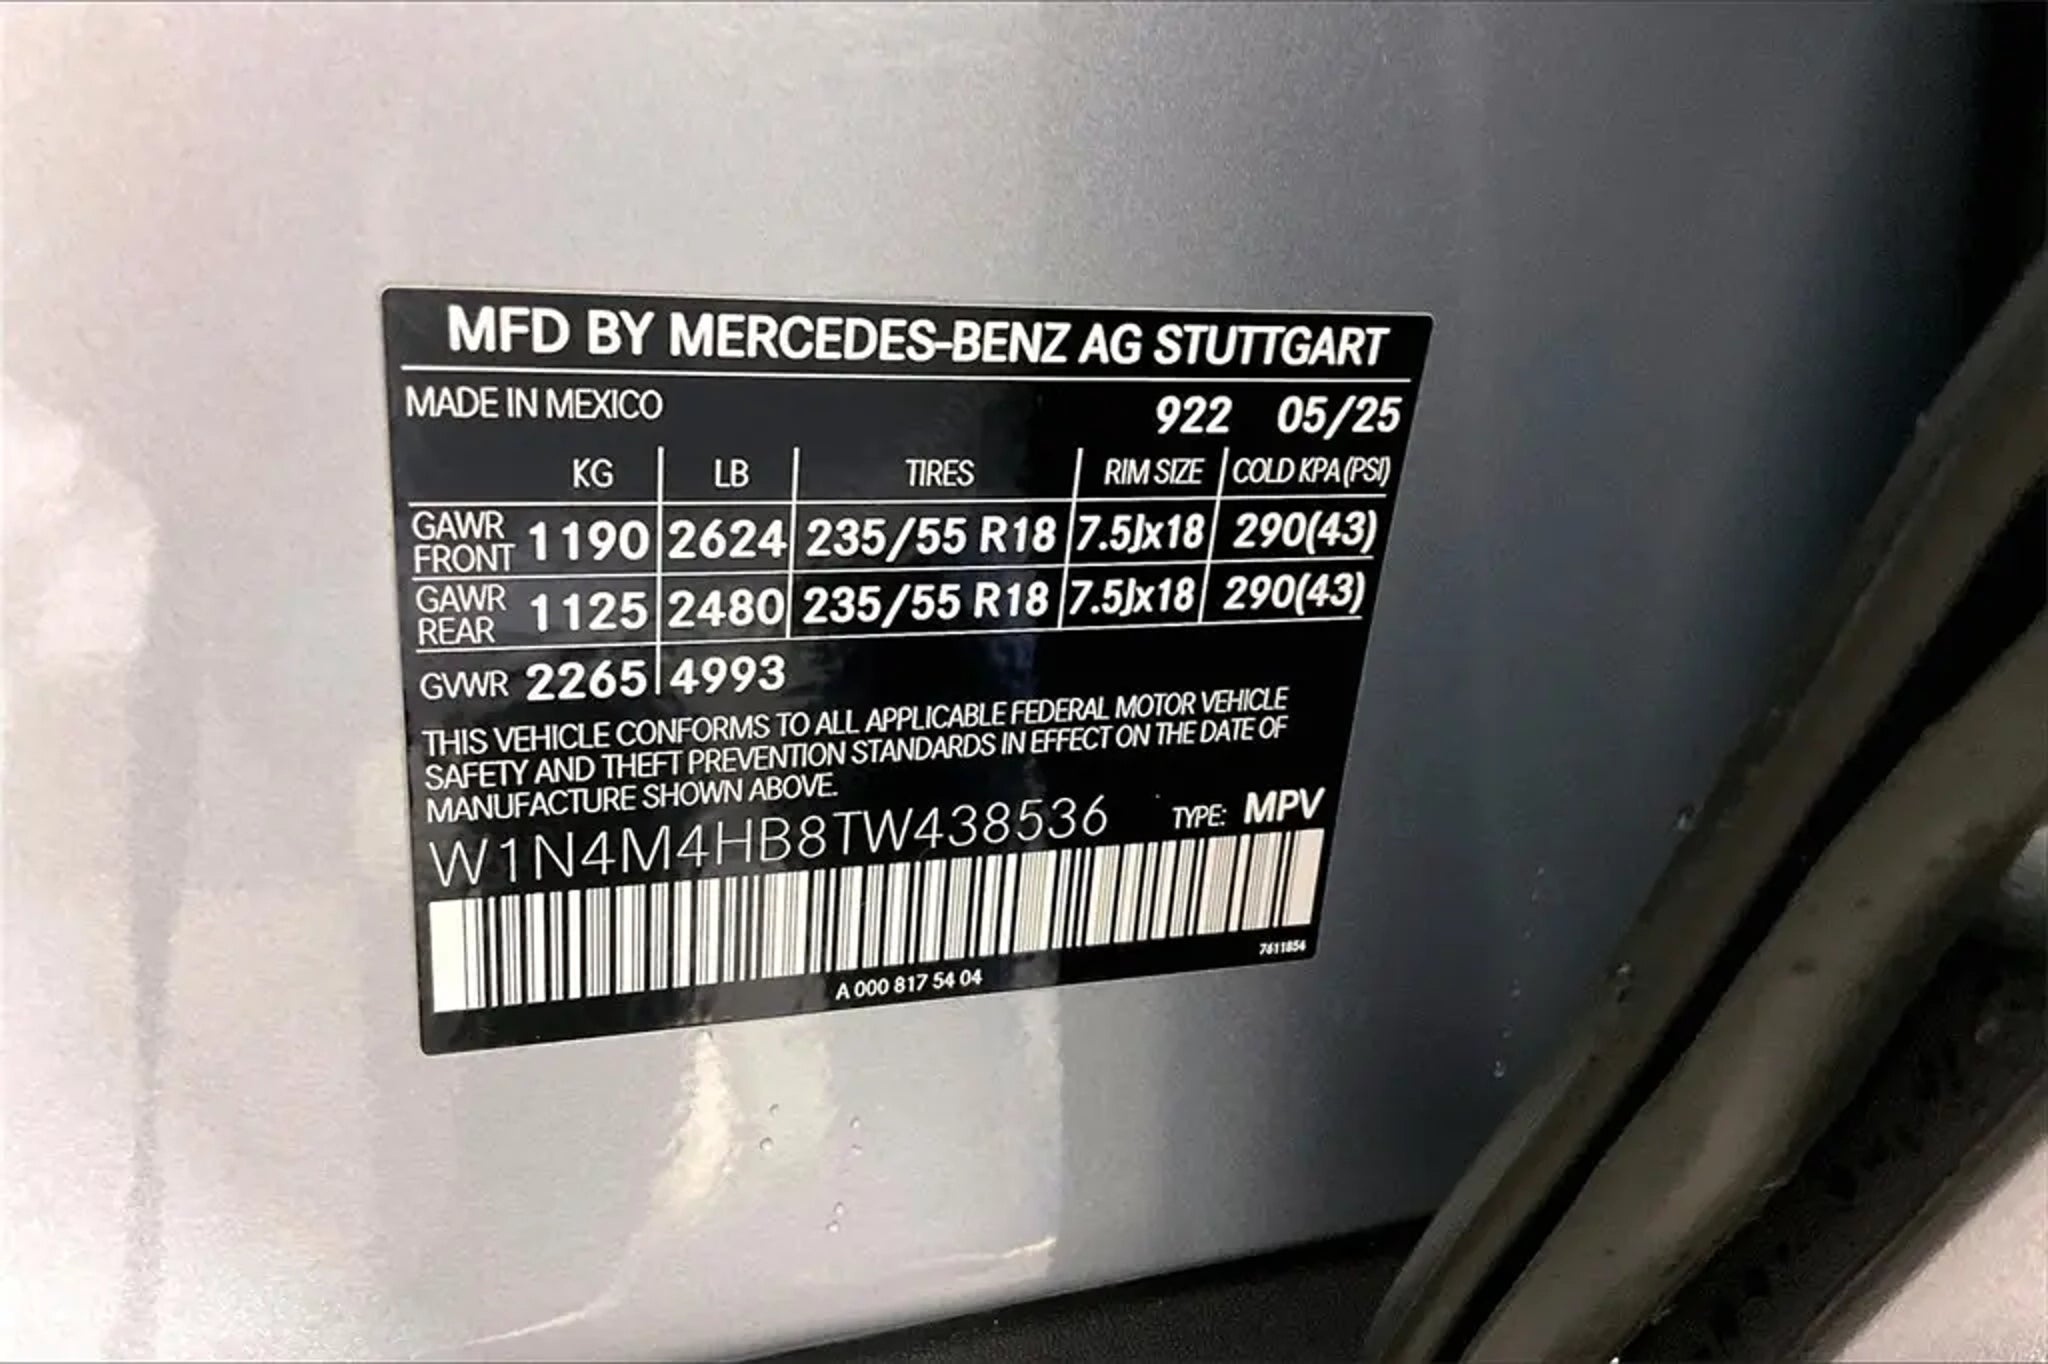 MFD BY MERCEDES-BENZ AG STUTTGART
MADE IN MEXICO 922 05/25
KG LB TIRES RIM SIZE COLD KPA (PSI)
GAWR FRONT 1190 2624 235/55 R18 7.5Jx18 290(43)
GAWR REAR 1125 2480 235/55 R18 7.5Jx18 290(43)
GVWR 2265 4993
THIS VEHICLE CONFORMS TO ALL APPLICABLE FEDERAL MOTOR VEHICLE
SAFETY AND THEFT PREVENTION STANDARDS IN EFFECT ON THE DATE OF
MANUFACTURE SHOWN ABOVE.
W1N4M4HB8TW438536 TYPE: MPV
7611854
A 000 817 54 04